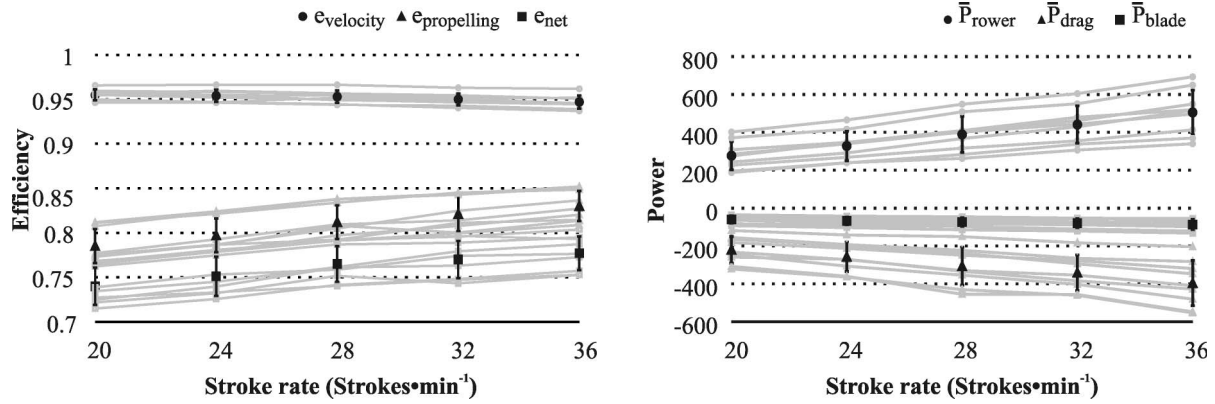 e_velocity e_propelling e_net
1
0.95
0.9
0.85
0.8
0.75
0.7
Efficiency
20 24 28 32 36
Stroke rate (Strokes•min⁻¹)
P̄_rower P̄_drag P̄_blade
800
600
400
200
0
-200
-400
-600
Power
20 24 28 32 36
Stroke rate (Strokes•min⁻¹)